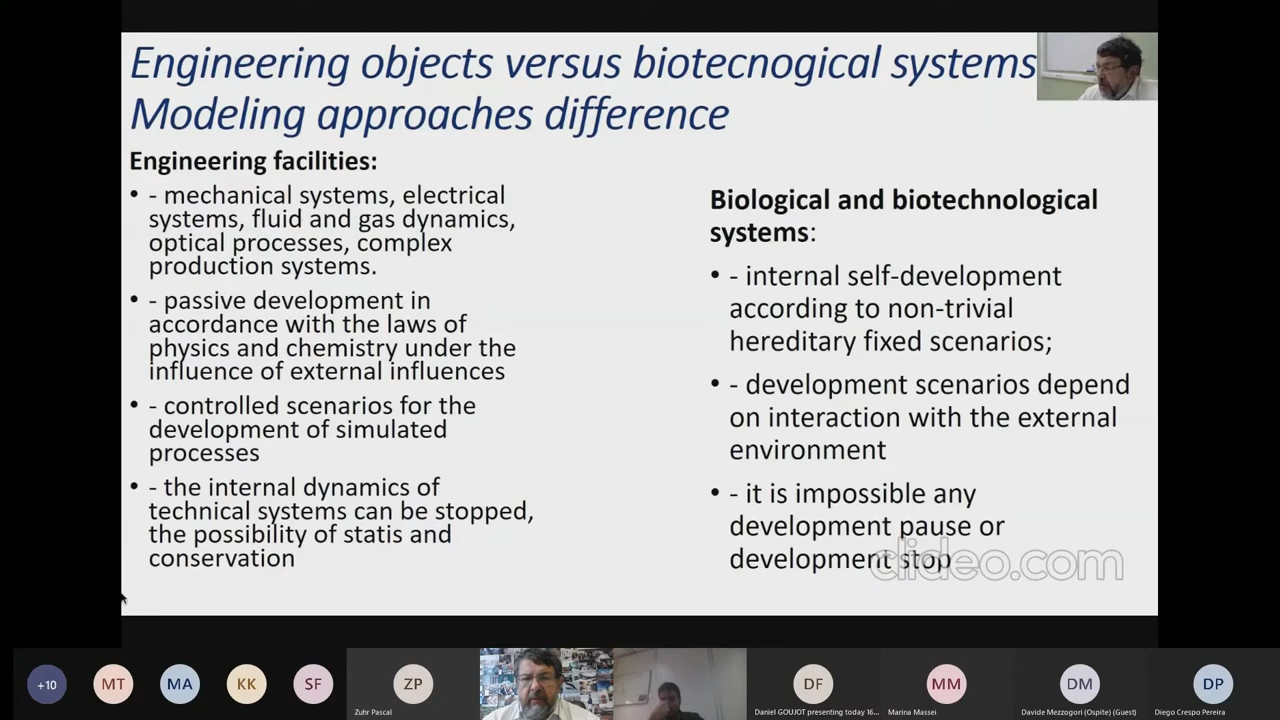 Engineering objects versus biotecnogical systems
Modeling approaches difference
Engineering facilities:
• - mechanical systems, electrical
systems, fluid and gas dynamics,
optical processes, complex
production systems.
• - passive development in
accordance with the laws of
physics and chemistry under the
influence of external influences
• - controlled scenarios for the
development of simulated
processes
• - the internal dynamics of
technical systems can be stopped,
the possibility of statis and
conservation
Biological and biotechnological
systems:
• - internal self-development
according to non-trivial
hereditary fixed scenarios;
• - development scenarios depend
on interaction with the external
environment
• - it is impossible any
development pause or
development stop
clideo.com
+10
MT
MA
KK
SF
ZP
Zuhr Pascal
DF
Daniel GOUJOT presenting today 16...
MM
Marina Massei
DM
Davide Mezzogori (Ospite) (Guest)
DP
Diego Crespo Pereira